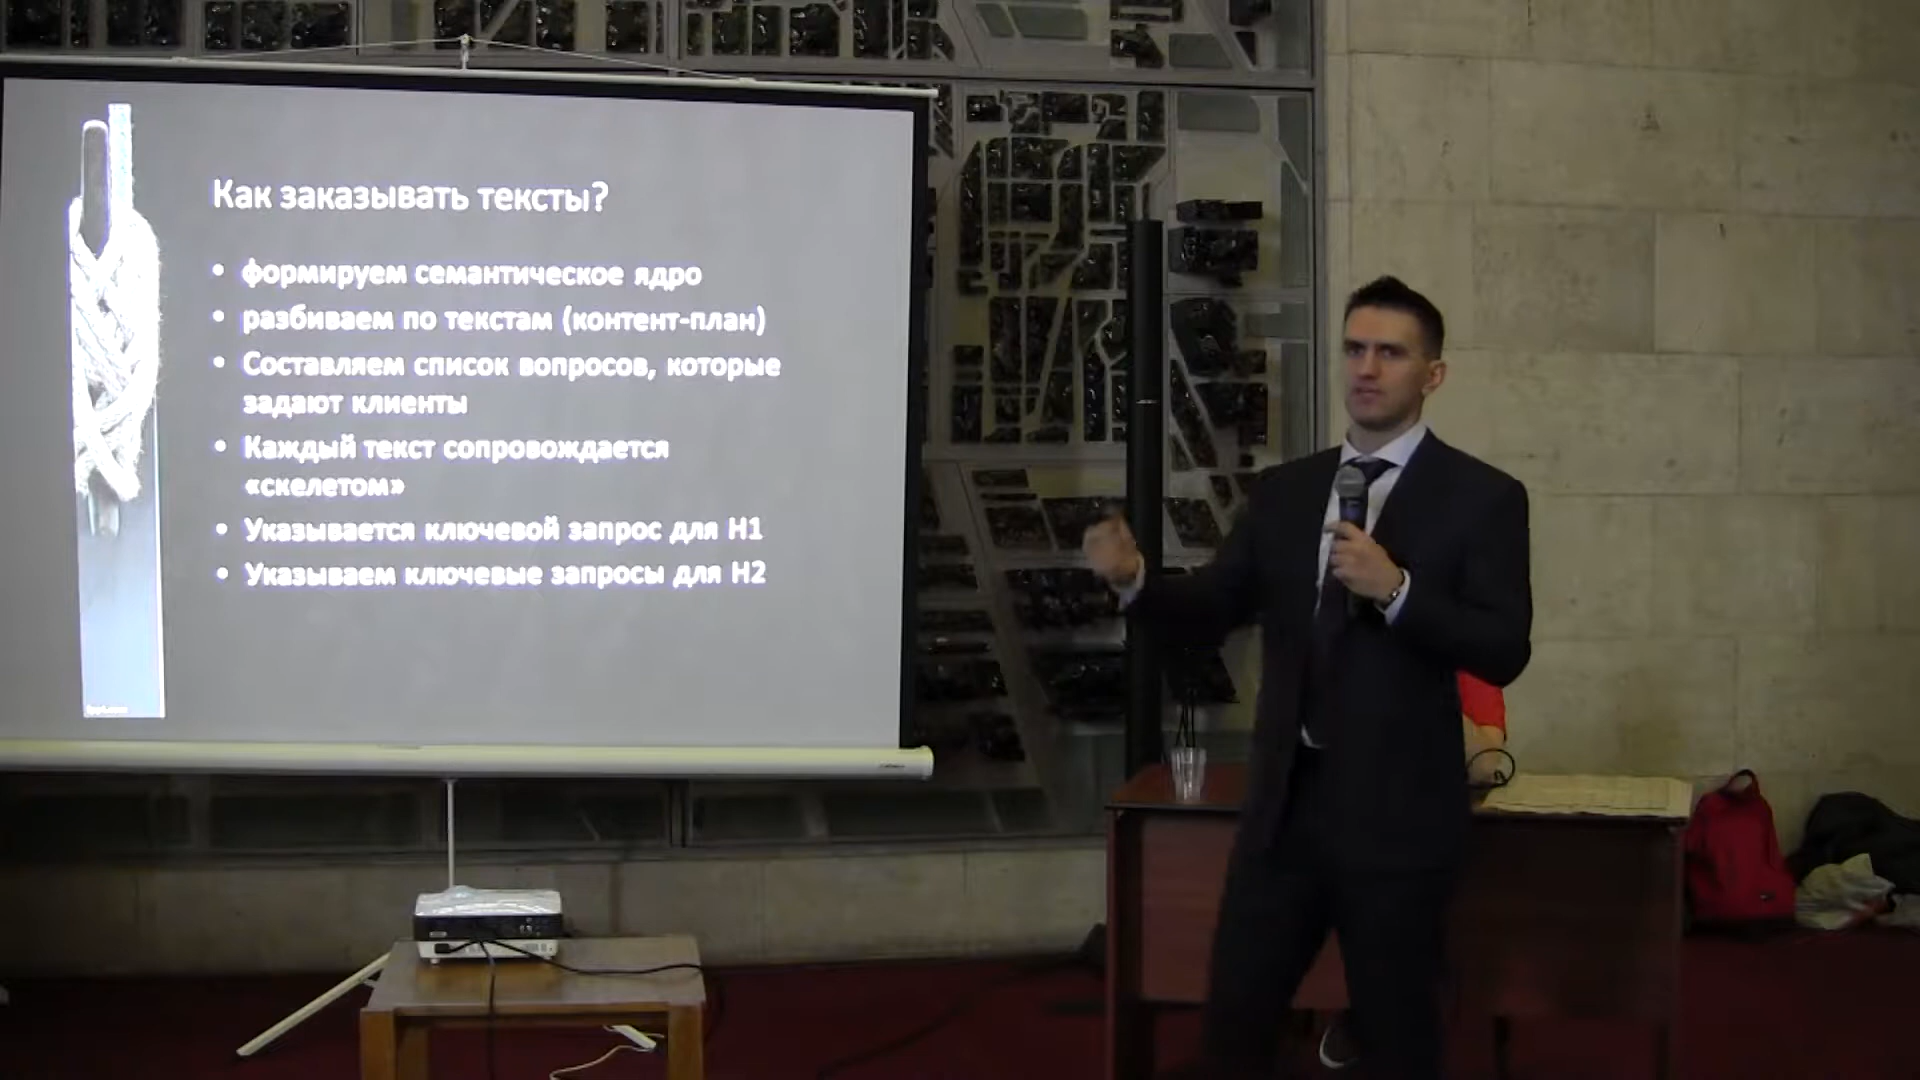 Как заказывать тексты?
• формируем семантическое ядро
• разбиваем по текстам (контент-план)
• Составляем список вопросов, которые
задают клиенты
• Каждый текст сопровождается
«скелетом»
• Указывается ключевой запрос для H1
• Указываем ключевые запросы для H2